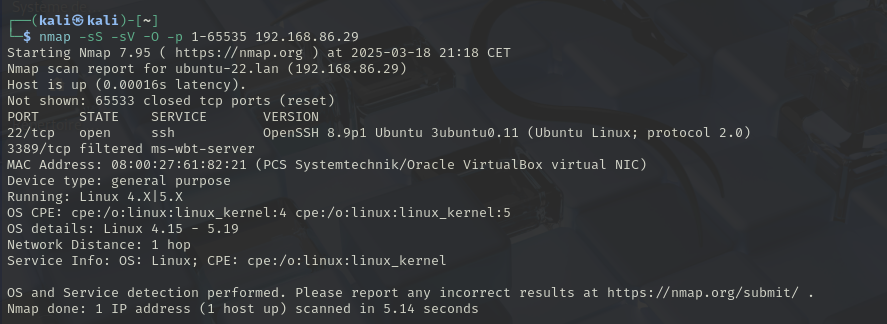 ┌──(kali㉿kali)-[~]
└─$ nmap -sS -sV -O -p 1-65535 192.168.86.29
Starting Nmap 7.95 ( https://nmap.org ) at 2025-03-18 21:18 CET
Nmap scan report for ubuntu-22.lan (192.168.86.29)
Host is up (0.00016s latency).
Not shown: 65533 closed tcp ports (reset)
PORT     STATE    SERVICE       VERSION
22/tcp   open     ssh           OpenSSH 8.9p1 Ubuntu 3ubuntu0.11 (Ubuntu Linux; protocol 2.0)
3389/tcp filtered ms-wbt-server
MAC Address: 08:00:27:61:82:21 (PCS Systemtechnik/Oracle VirtualBox virtual NIC)
Device type: general purpose
Running: Linux 4.X|5.X
OS CPE: cpe:/o:linux:linux_kernel:4 cpe:/o:linux:linux_kernel:5
OS details: Linux 4.15 - 5.19
Network Distance: 1 hop
Service Info: OS: Linux; CPE: cpe:/o:linux:linux_kernel

OS and Service detection performed. Please report any incorrect results at https://nmap.org/submit/ .
Nmap done: 1 IP address (1 host up) scanned in 5.14 seconds